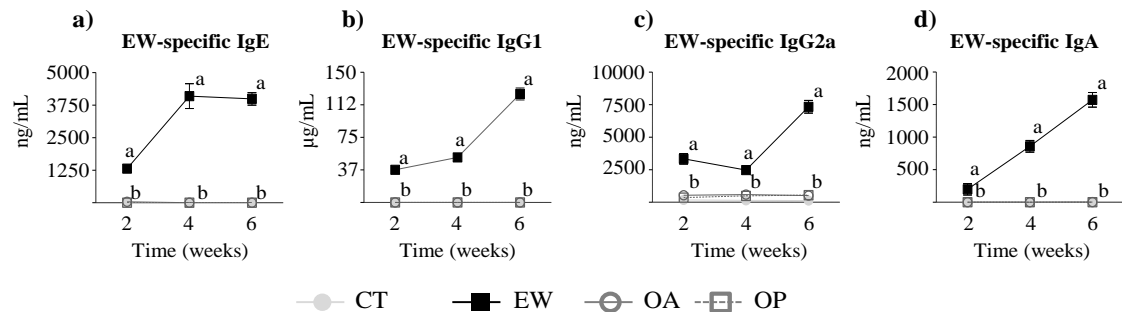 a)
EW-specific IgE
5000
3750
2500
1250
ng/mL
a
a
a
b
b
b
2
4
6
Time (weeks)
b)
EW-specific IgG1
150
112
75
37
µg/mL
a
a
a
b
b
b
2
4
6
Time (weeks)
c)
EW-specific IgG2a
10000
7500
5000
2500
ng/mL
a
a
a
b
b
b
2
4
6
Time (weeks)
d)
EW-specific IgA
2000
1500
1000
500
ng/mL
a
a
a
b
b
b
2
4
6
Time (weeks)
CT
EW
OA
OP